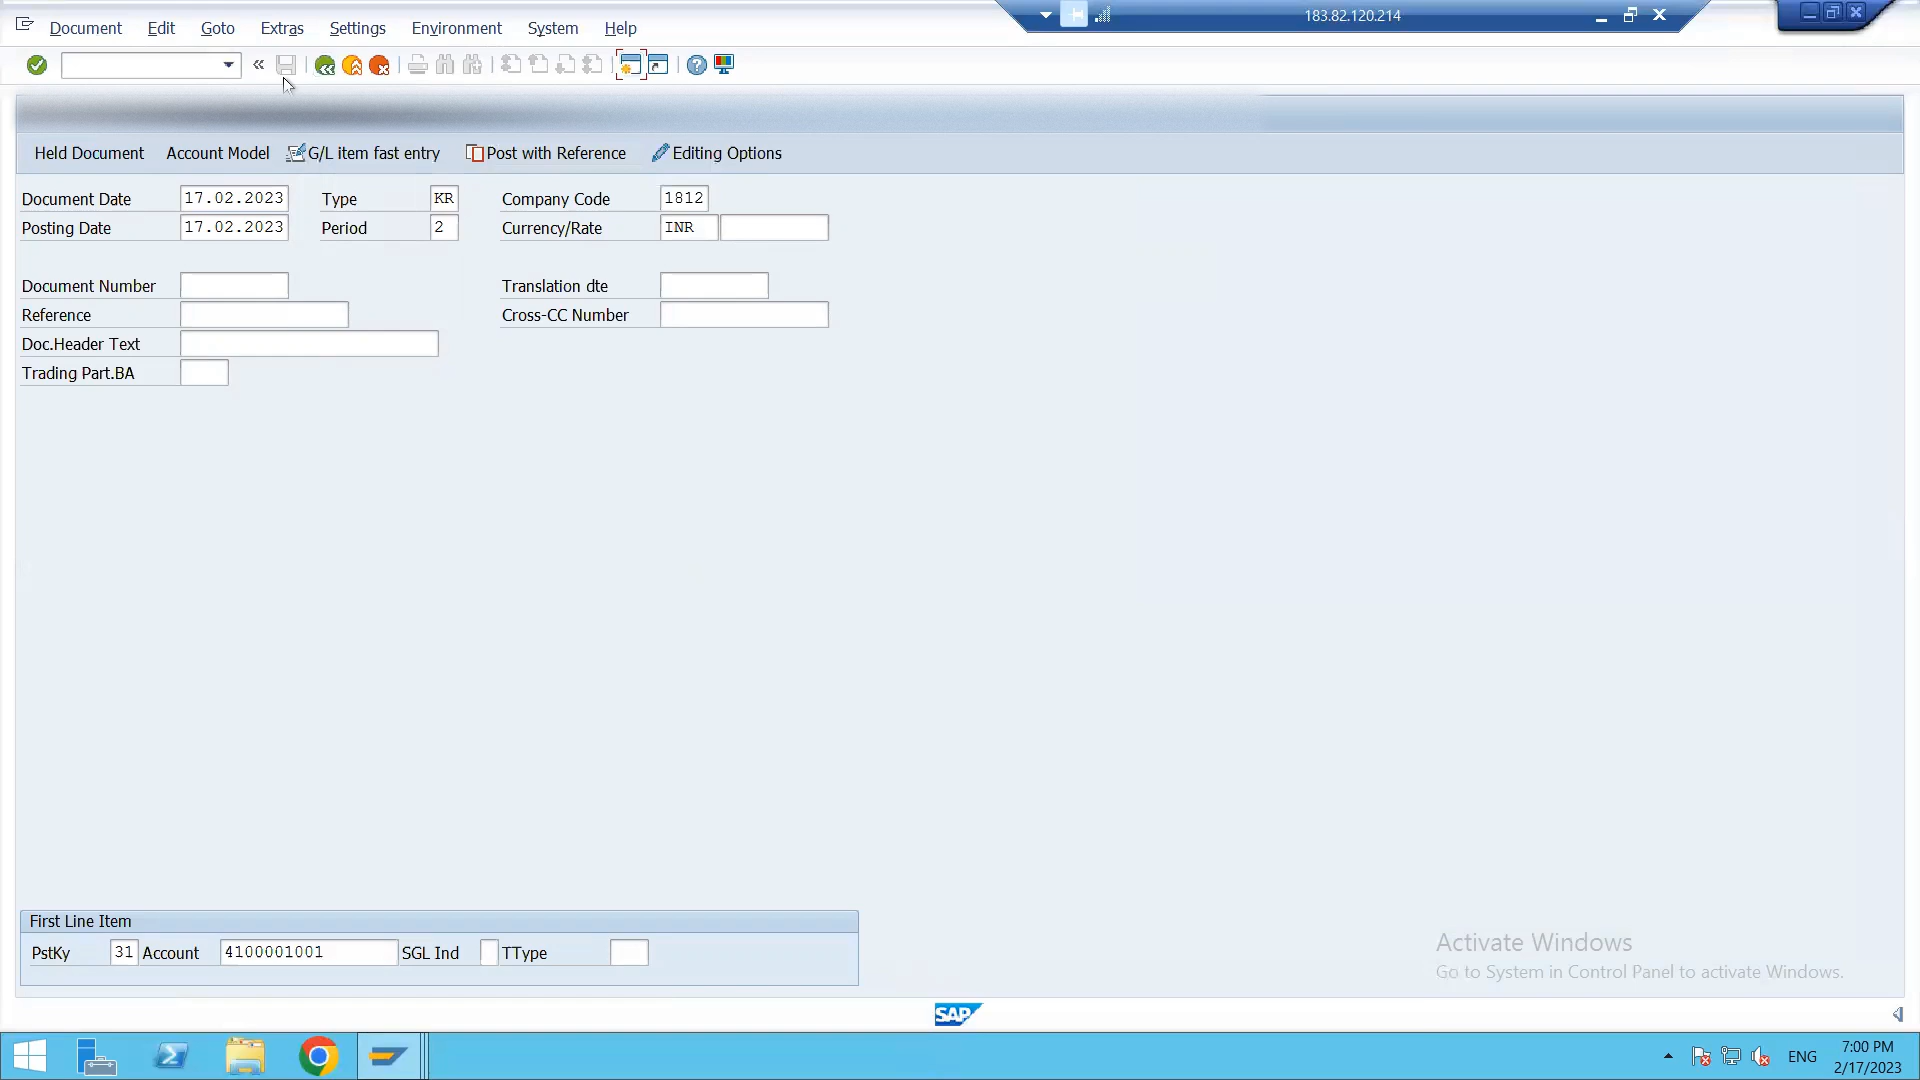 Document Edit Goto Extras Settings Environment System Help
183.82.120.214
Held Document Account Model G/L item fast entry Post with Reference Editing Options
Document Date 17.02.2023 Type KR Company Code 1812
Posting Date 17.02.2023 Period 2 Currency/Rate INR
Document Number Translation dte
Reference Cross-CC Number
Doc.Header Text
Trading Part.BA
First Line Item
PstKy 31 Account 4100001001 SGL Ind TType
Activate Windows
Go to System in Control Panel to activate Windows.
SAP
ENG
7:00 PM
2/17/2023